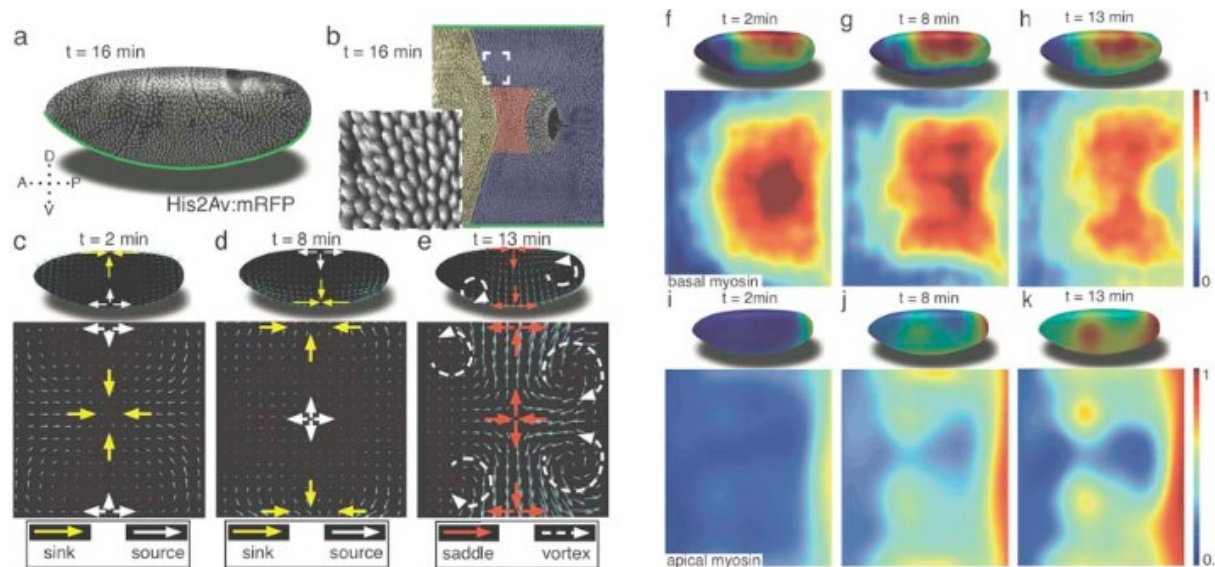 a
t = 16 min
D
A P
V
His2Av:mRFP
b
t = 16 min
c
t = 2 min
d
t = 8 min
e
t = 13 min
sink
source
sink
source
saddle
vortex
f
t = 2min
g
t = 8 min
h
t = 13 min
1
0
basal myosin
i
t = 2min
j
t = 8 min
k
t = 13 min
1
0.
apical myosin